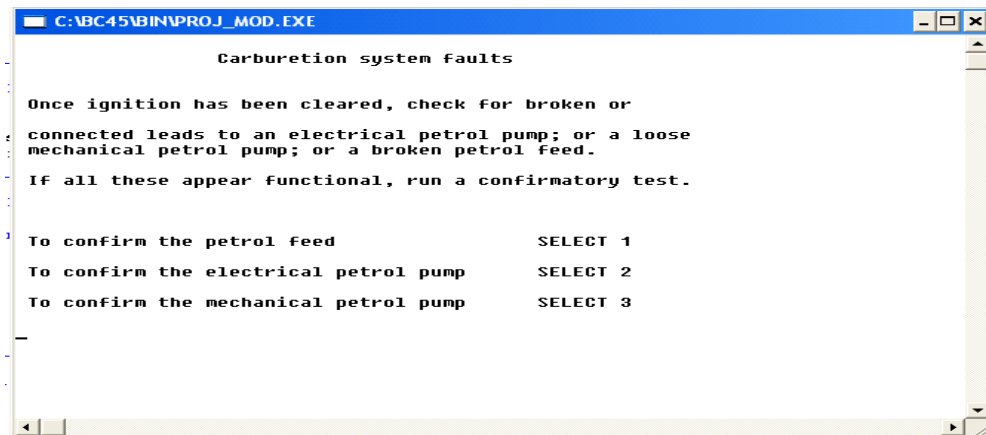 C:\BC45\BIN\PROJ_MOD.EXE
Carburetion system faults
Once ignition has been cleared, check for broken or
connected leads to an electrical petrol pump; or a loose
mechanical petrol pump; or a broken petrol feed.
If all these appear functional, run a confirmatory test.
To confirm the petrol feed SELECT 1
To confirm the electrical petrol pump SELECT 2
To confirm the mechanical petrol pump SELECT 3